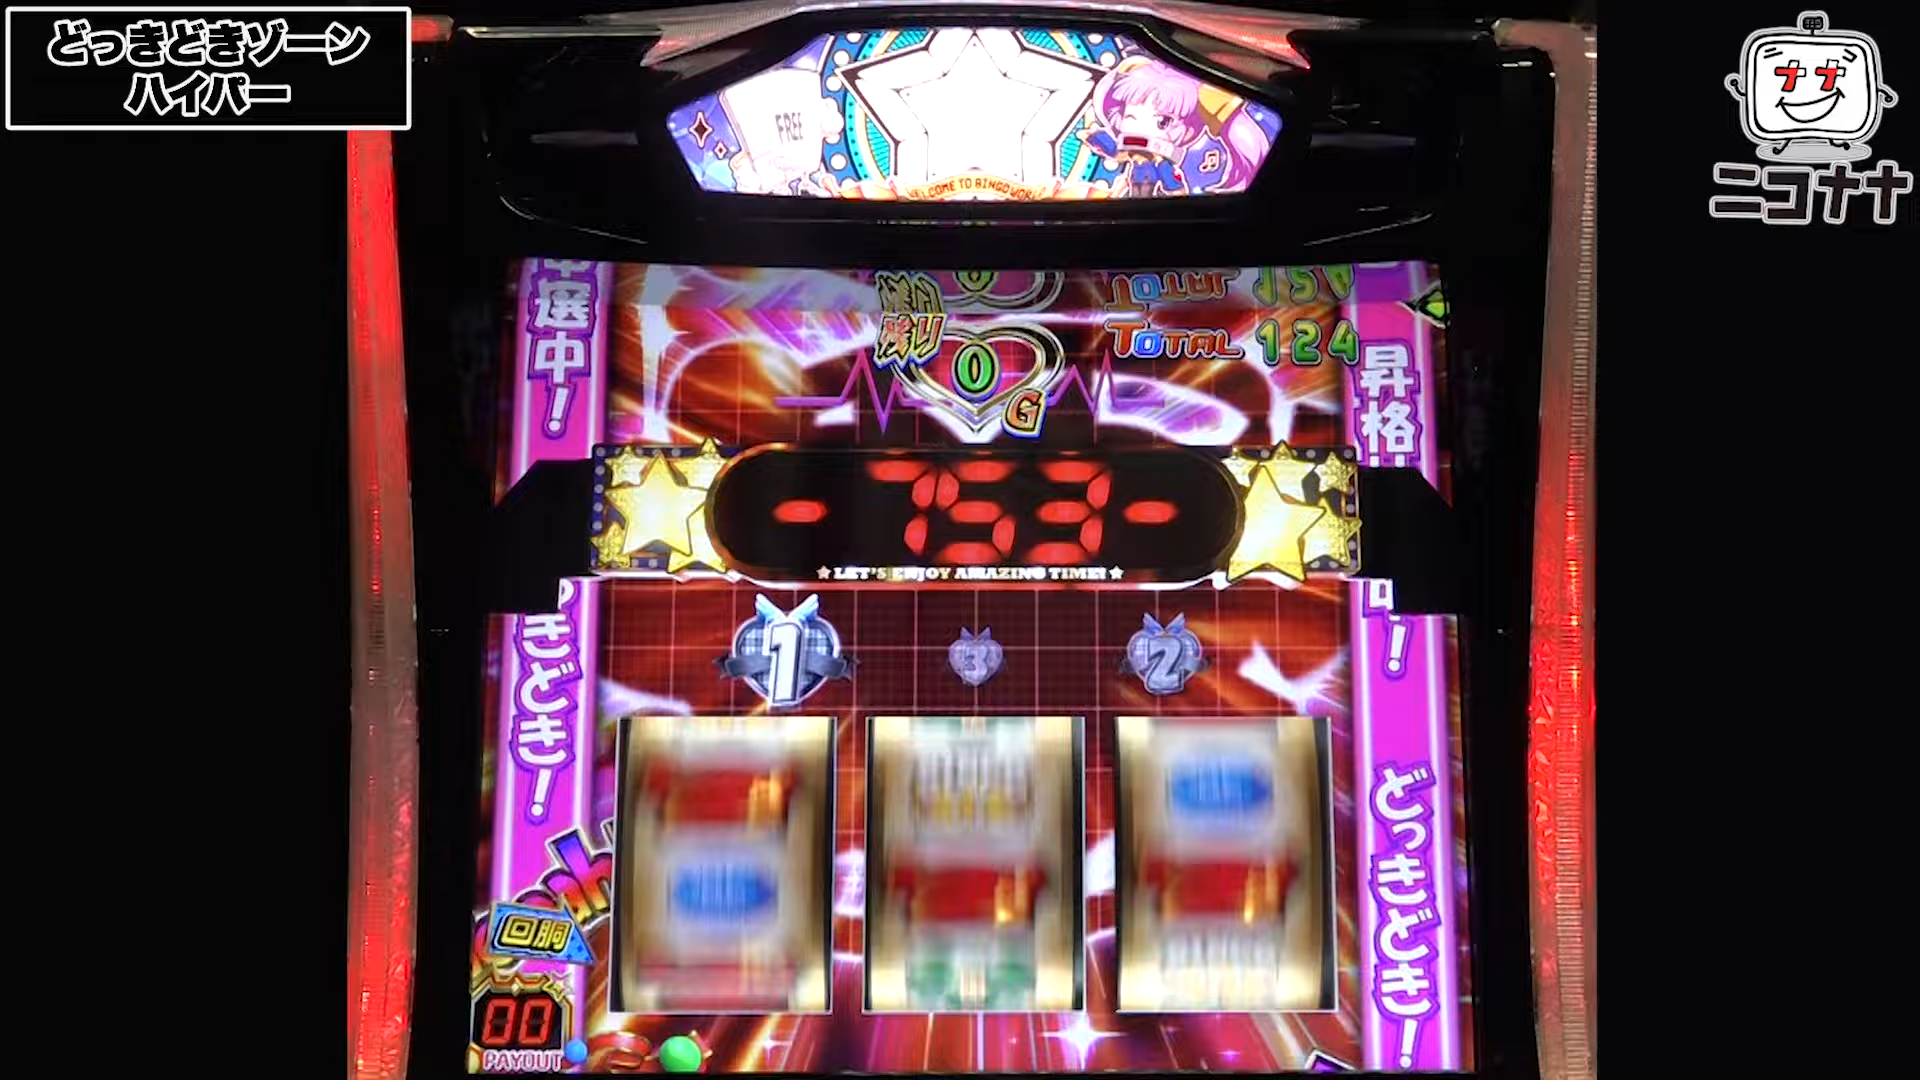 どっきどきゾーン
ハイパー
ニコナナ
FREE
WELCOME TO BINGO WORLD
選中！
残り
0
G
TOTAL 124
昇格!!
- 753 -
★LET'S ENJOY AMAZING TIME!★
1
3
2
きどき！
どっきどき！
回胴
00
PAYOUT